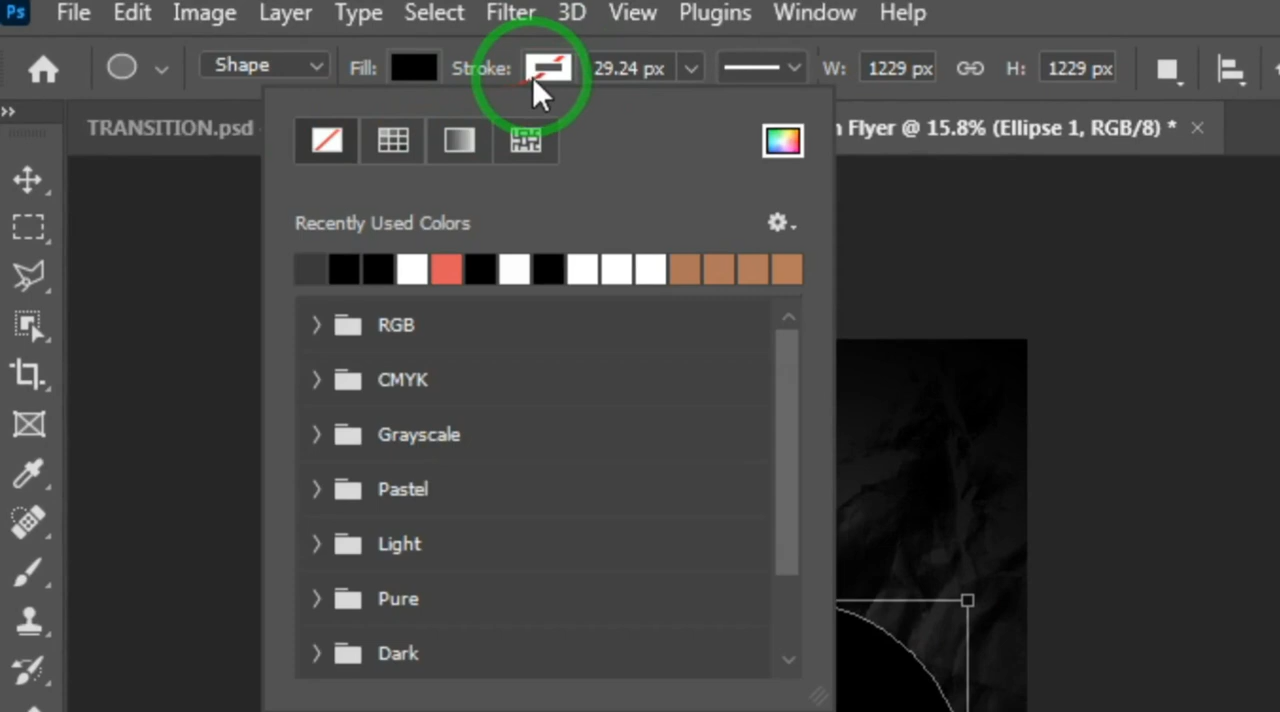 Ps File Edit Image Layer Type Select Filter 3D View Plugins Window Help
Shape Fill: Stroke: 29.24 px W: 1229 px H: 1229 px
TRANSITION.psd n Flyer @ 15.8% (Ellipse 1, RGB/8) *
Recently Used Colors
RGB
CMYK
Grayscale
Pastel
Light
Pure
Dark